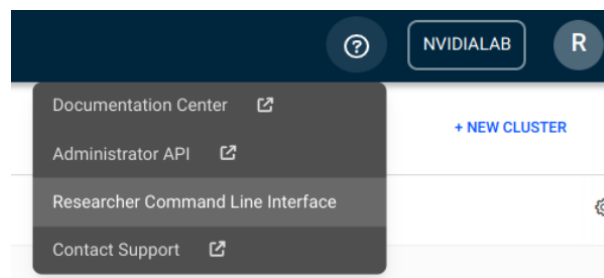 NVIDIALAB
R
Documentation Center
+ NEW CLUSTER
Administrator API
Researcher Command Line Interface
Contact Support